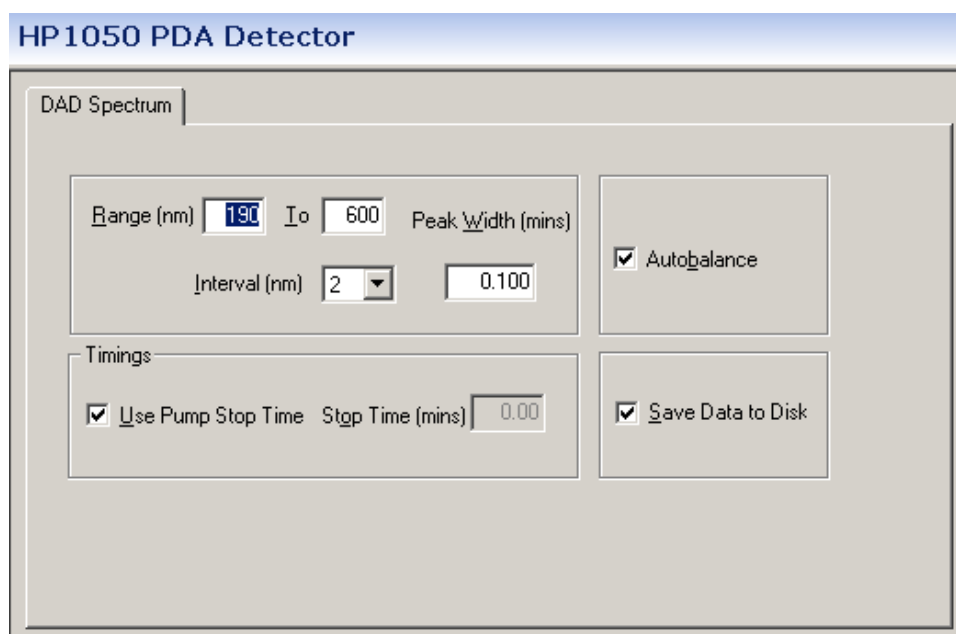 HP1050 PDA Detector
DAD Spectrum
Range (nm) 190 To 600 Peak Width (mins)
Interval (nm) 2 0.100
Autobalance
Timings
Use Pump Stop Time Stop Time (mins) 0.00
Save Data to Disk